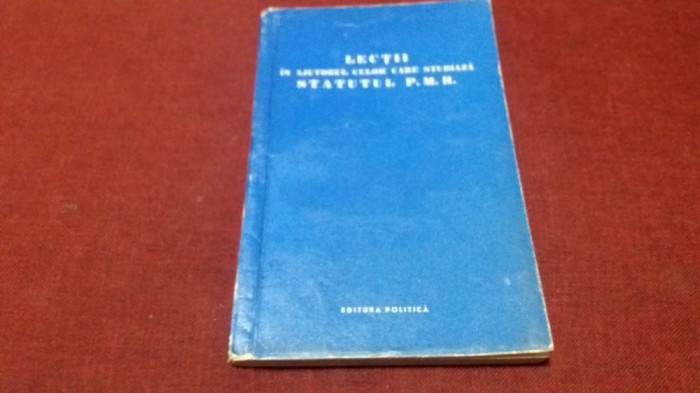 LECȚII
ÎN AJUTORUL CELOR CARE STUDIAZĂ
STATUTUL P.M.R.
EDITURA POLITICĂ